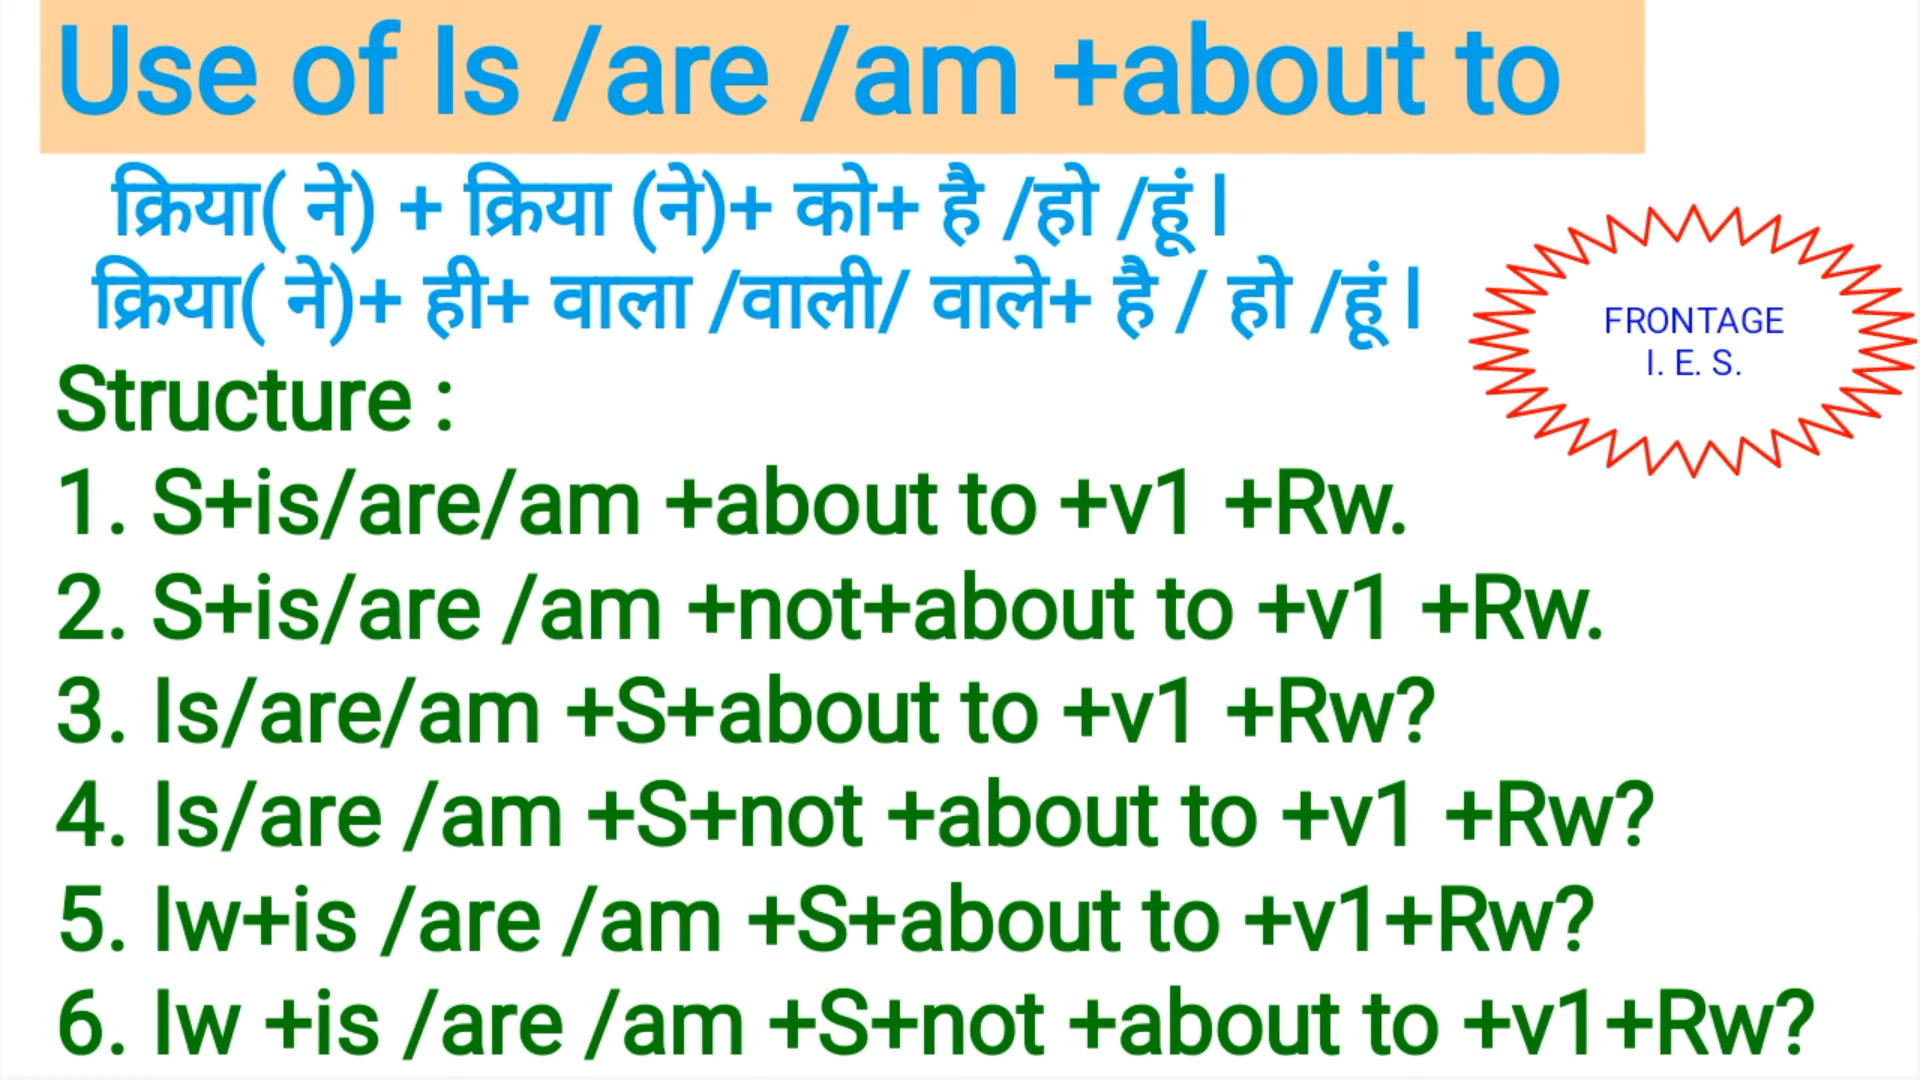 Use of Is /are /am +about to
क्रिया( ने) + क्रिया (ने)+ को+ है /हो /हूं l
क्रिया( ने)+ ही+ वाला /वाली/ वाले+ है / हो /हूं l
FRONTAGE
I. E. S.
Structure :
1. S+is/are/am +about to +v1 +Rw.
2. S+is/are /am +not+about to +v1 +Rw.
3. Is/are/am +S+about to +v1 +Rw?
4. Is/are /am +S+not +about to +v1 +Rw?
5. Iw+is /are /am +S+about to +v1+Rw?
6. Iw +is /are /am +S+not +about to +v1+Rw?